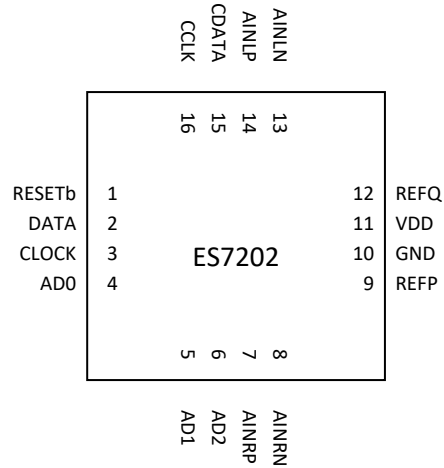 CCLK CDATA AINLP AINLN
16 15 14 13
RESETb 1 12 REFQ
DATA 2 11 VDD
CLOCK 3 10 GND
ES7202
AD0 4 9 REFP
5 6 7 8
AD1 AD2 AINRP AINRN